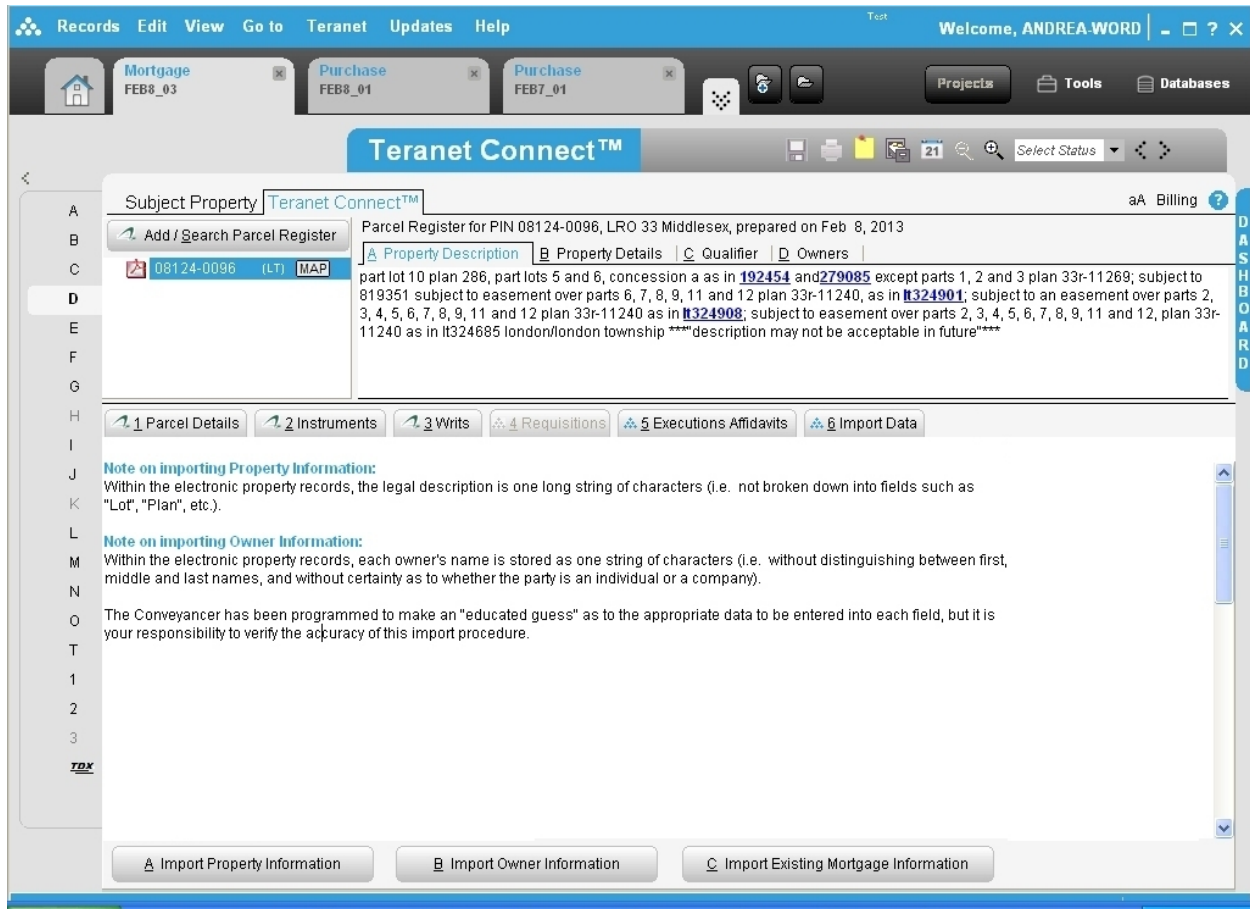 Records Edit View Go to Teranet Updates Help
Test
Welcome, ANDREA-WORD
Mortgage
FEB8_03
Purchase
FEB8_01
Purchase
FEB7_01
Projects
Tools
Databases
Teranet Connect™
21
Select Status
Subject Property
Teranet Connect™
aA Billing ?
Add / Search Parcel Register
08124-0096 (LT) MAP
Parcel Register for PIN 08124-0096, LRO 33 Middlesex, prepared on Feb 8, 2013
A Property Description B Property Details C Qualifier D Owners
part lot 10 plan 286, part lots 5 and 6, concession a as in 192454 and279085 except parts 1, 2 and 3 plan 33r-11269; subject to
819351 subject to easement over parts 6, 7, 8, 9, 11 and 12 plan 33r-11240, as in lt324901; subject to an easement over parts 2,
3, 4, 5, 6, 7, 8, 9, 11 and 12 plan 33r-11240 as in lt324908; subject to easement over parts 2, 3, 4, 5, 6, 7, 8, 9, 11 and 12, plan 33r-
11240 as in lt324685 london/london township ***"description may not be acceptable in future"***
DASHBOARD
A
B
C
D
E
F
G
H
I
J
K
L
M
N
O
T
1
2
3
TDX
1 Parcel Details
2 Instruments
3 Writs
4 Requisitions
5 Executions Affidavits
6 Import Data
Note on importing Property Information:
Within the electronic property records, the legal description is one long string of characters (i.e. not broken down into fields such as
"Lot", "Plan", etc.).
Note on importing Owner Information:
Within the electronic property records, each owner's name is stored as one string of characters (i.e. without distinguishing between first,
middle and last names, and without certainty as to whether the party is an individual or a company).
The Conveyancer has been programmed to make an "educated guess" as to the appropriate data to be entered into each field, but it is
your responsibility to verify the accuracy of this import procedure.
A Import Property Information
B Import Owner Information
C Import Existing Mortgage Information